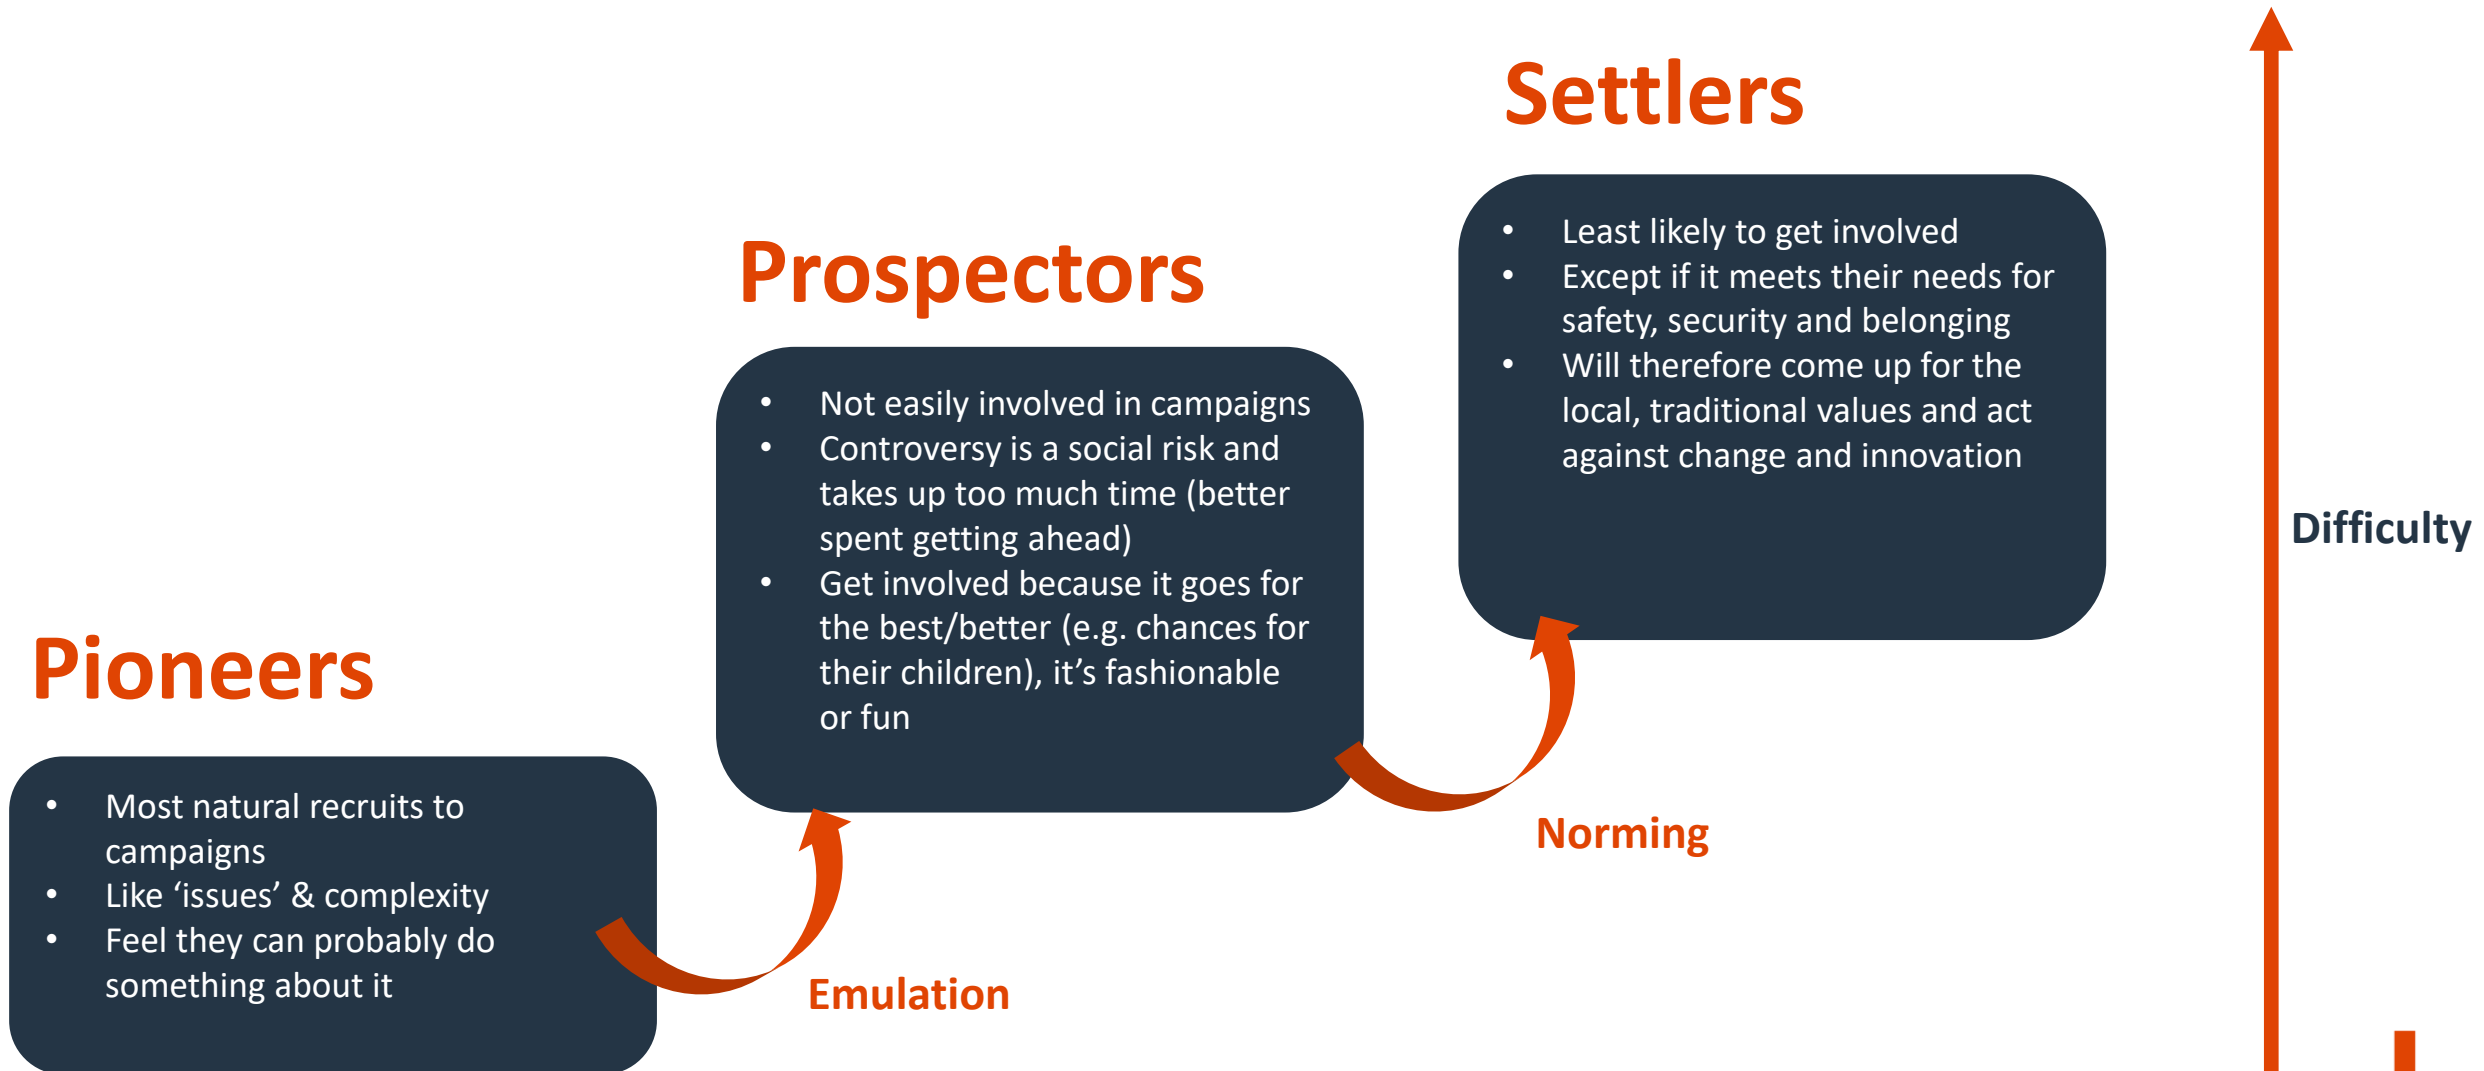 Pioneers
• Most natural recruits to
campaigns
• Like ‘issues’ & complexity
• Feel they can probably do
something about it
Emulation
Prospectors
• Not easily involved in campaigns
• Controversy is a social risk and
takes up too much time (better
spent getting ahead)
• Get involved because it goes for
the best/better (e.g. chances for
their children), it’s fashionable
or fun
Norming
Settlers
• Least likely to get involved
• Except if it meets their needs for
safety, security and belonging
• Will therefore come up for the
local, traditional values and act
against change and innovation
Difficulty